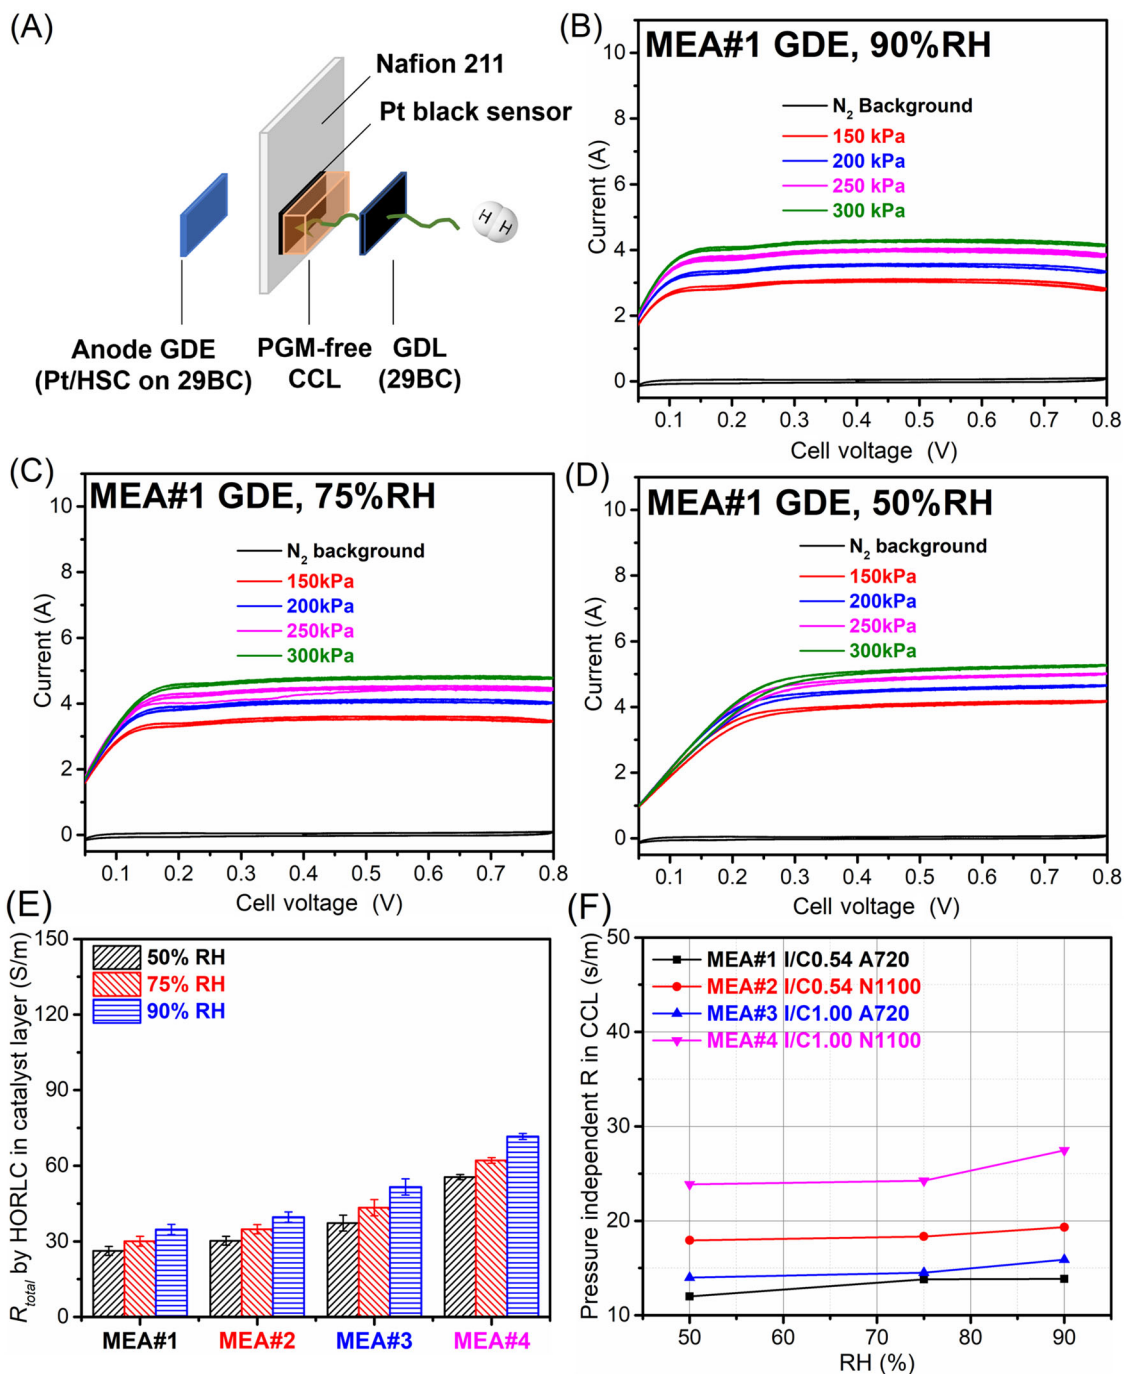 (A)
Nafion 211
Pt black sensor
H H
Anode GDE
(Pt/HSC on 29BC)
PGM-free
CCL
GDL
(29BC)
(B)
MEA#1 GDE, 90%RH
N2 Background
150 kPa
200 kPa
250 kPa
300 kPa
Current (A)
10
8
6
4
2
0
0.1 0.2 0.3 0.4 0.5 0.6 0.7 0.8
Cell voltage (V)
(C)
MEA#1 GDE, 75%RH
N2 background
150kPa
200kPa
250kPa
300kPa
Current (A)
10
8
6
4
2
0
0.1 0.2 0.3 0.4 0.5 0.6 0.7 0.8
Cell voltage (V)
(D)
MEA#1 GDE, 50%RH
N2 background
150kPa
200kPa
250kPa
300kPa
Current (A)
10
8
6
4
2
0
0.1 0.2 0.3 0.4 0.5 0.6 0.7 0.8
Cell voltage (V)
(E)
Rtotal by HORLC in catalyst layer (S/m)
150
120
90
60
30
0
50% RH
75% RH
90% RH
MEA#1 MEA#2 MEA#3 MEA#4
(F)
Pressure independent R in CCL (s/m)
50
40
30
20
10
MEA#1 I/C0.54 A720
MEA#2 I/C0.54 N1100
MEA#3 I/C1.00 A720
MEA#4 I/C1.00 N1100
50 60 70 80 90
RH (%)